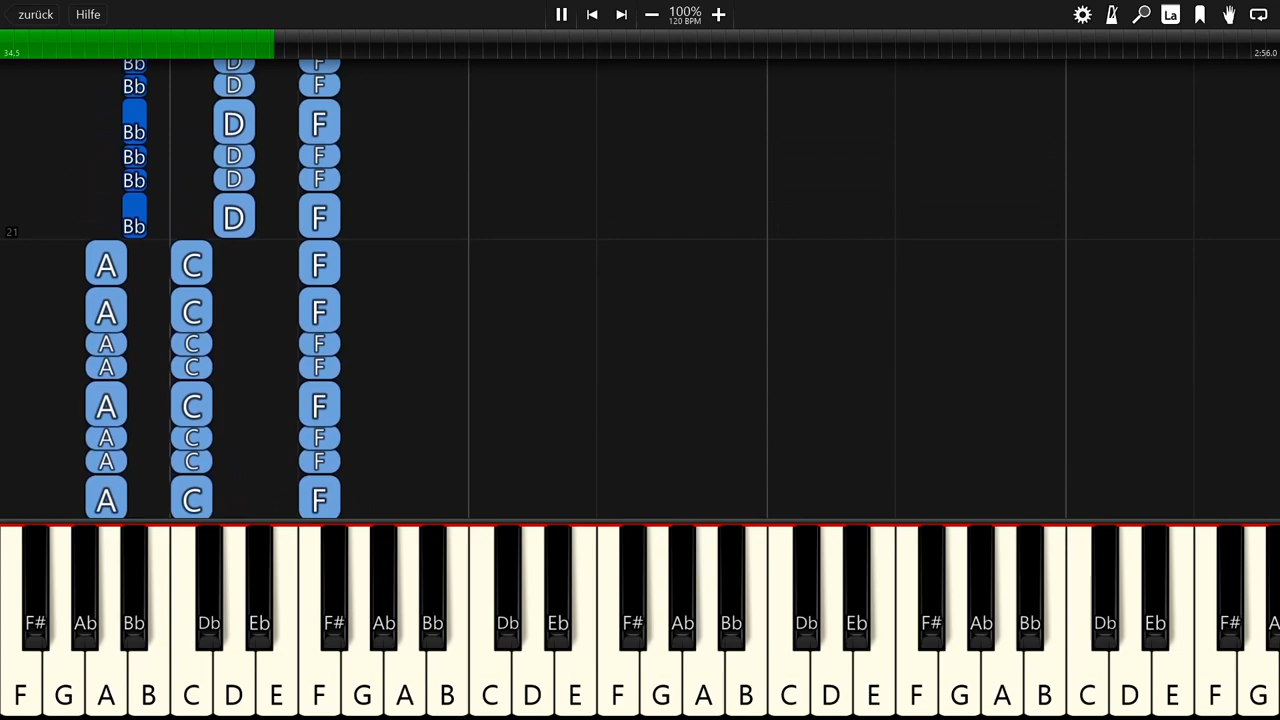 zurück Hilfe 100% La
120 BPM
34.5 2:56.0
Bb D F
Bb D F
Bb D F
Bb D F
Bb D F
Bb D F
21
A C F
A C F
A C F
A C F
A C F
A C F
A C F
A C F
F# Ab Bb Db Eb F# Ab Bb Db Eb F# Ab Bb Db Eb F# Ab Bb Db Eb F# A
F G A B C D E F G A B C D E F G A B C D E F G A B C D E F G